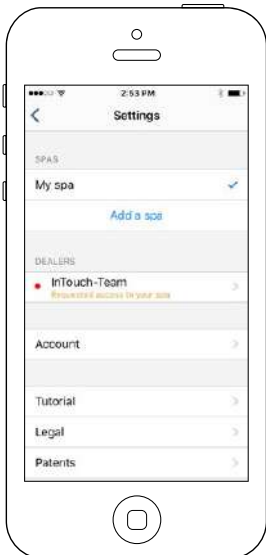 2:53 PM
Settings
SPAS
My spa
Add a spa
DEALERS
InTouch-Team
Requested access to your spa
Account
Tutorial
Legal
Patents